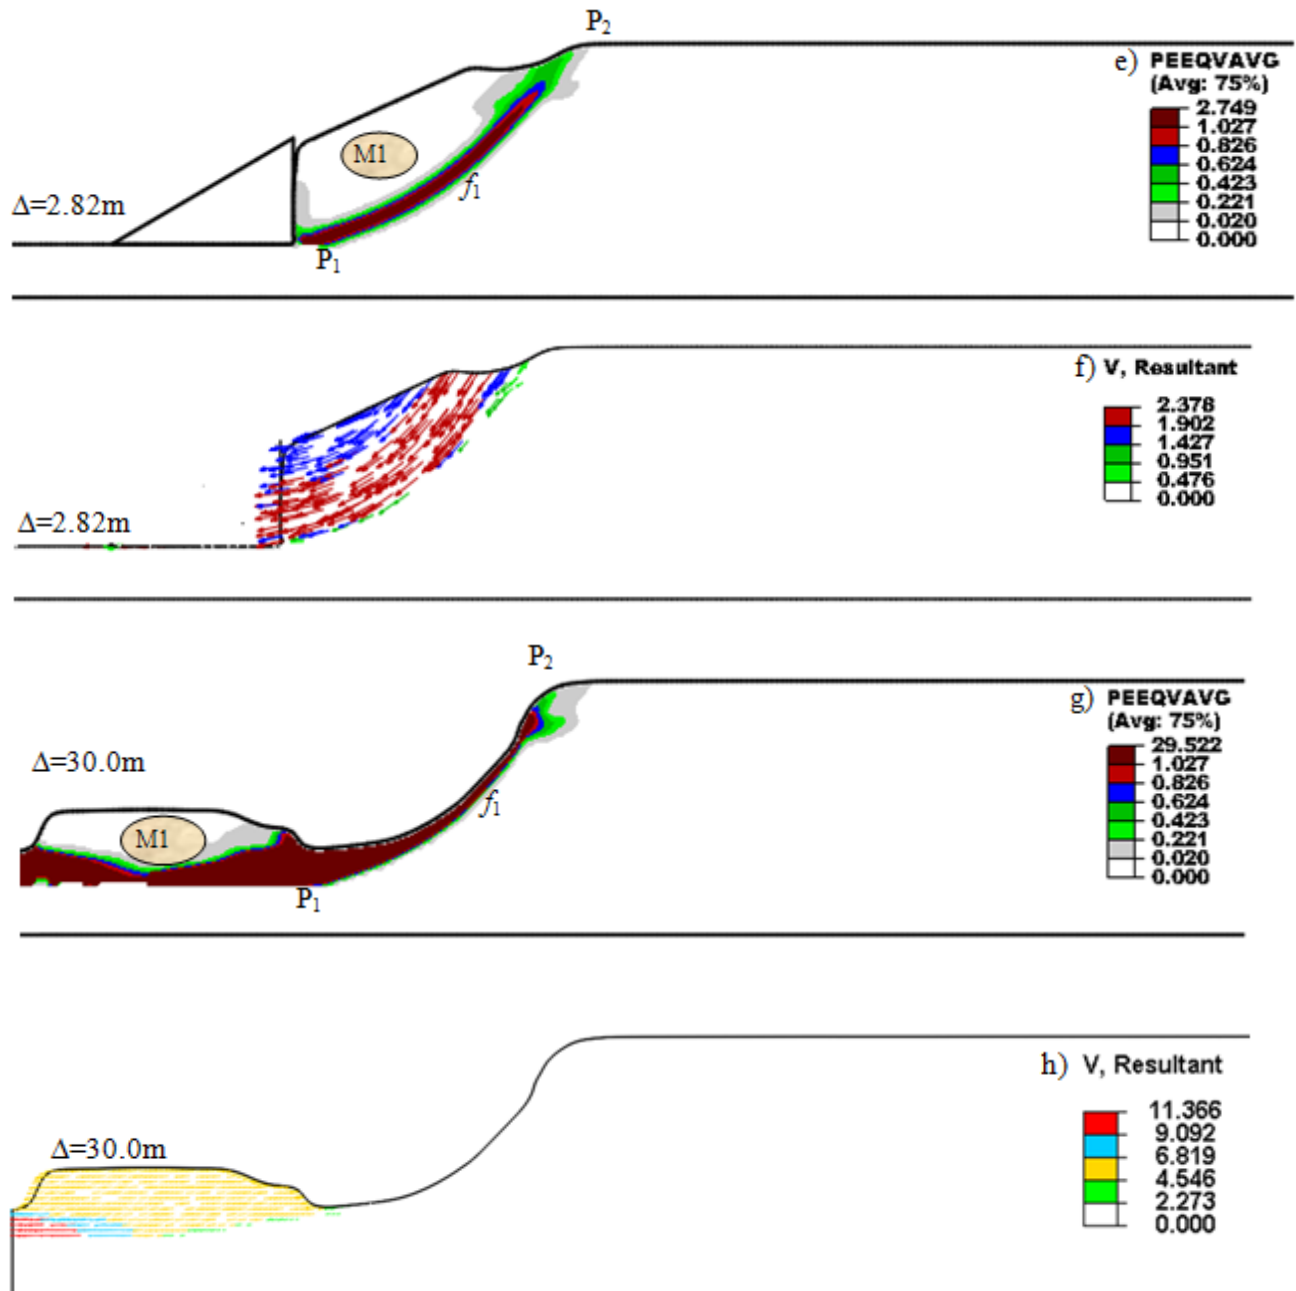 P₂
e) PEEQVAVG
(Avg: 75%)
2.749
1.027
0.826
0.624
0.423
0.221
0.020
0.000
M1
f₁
Δ=2.82m
P₁
f) V, Resultant
2.378
1.902
1.427
0.951
0.476
0.000
Δ=2.82m
P₂
g) PEEQVAVG
(Avg: 75%)
29.522
1.027
0.826
0.624
0.423
0.221
0.020
0.000
Δ=30.0m
f₁
M1
P₁
h) V, Resultant
11.366
9.092
6.819
4.546
2.273
0.000
Δ=30.0m